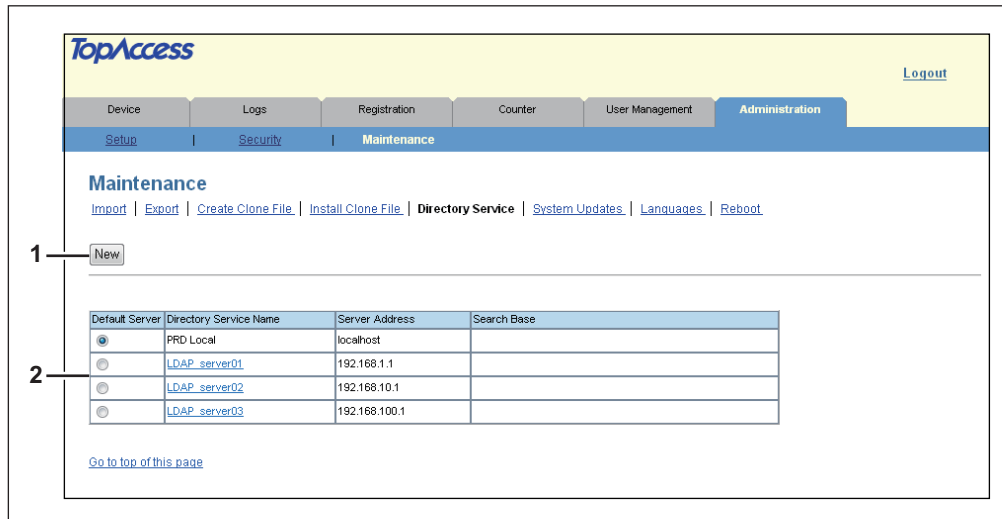 TopAccess
Logout
Device Logs Registration Counter User Management Administration
Setup | Security | Maintenance
Maintenance
Import | Export | Create Clone File | Install Clone File | Directory Service | System Updates | Languages | Reboot
1 New
Default Server Directory Service Name Server Address Search Base
PRD Local localhost
LDAP_server01 192.168.1.1
2
LDAP_server02 192.168.10.1
LDAP_server03 192.168.100.1
Go to top of this page